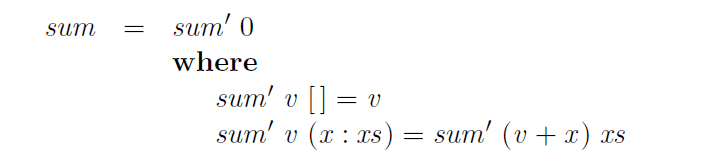 sum = sum′ 0
where
sum′ v [] = v
sum′ v (x : xs) = sum′ (v + x) xs